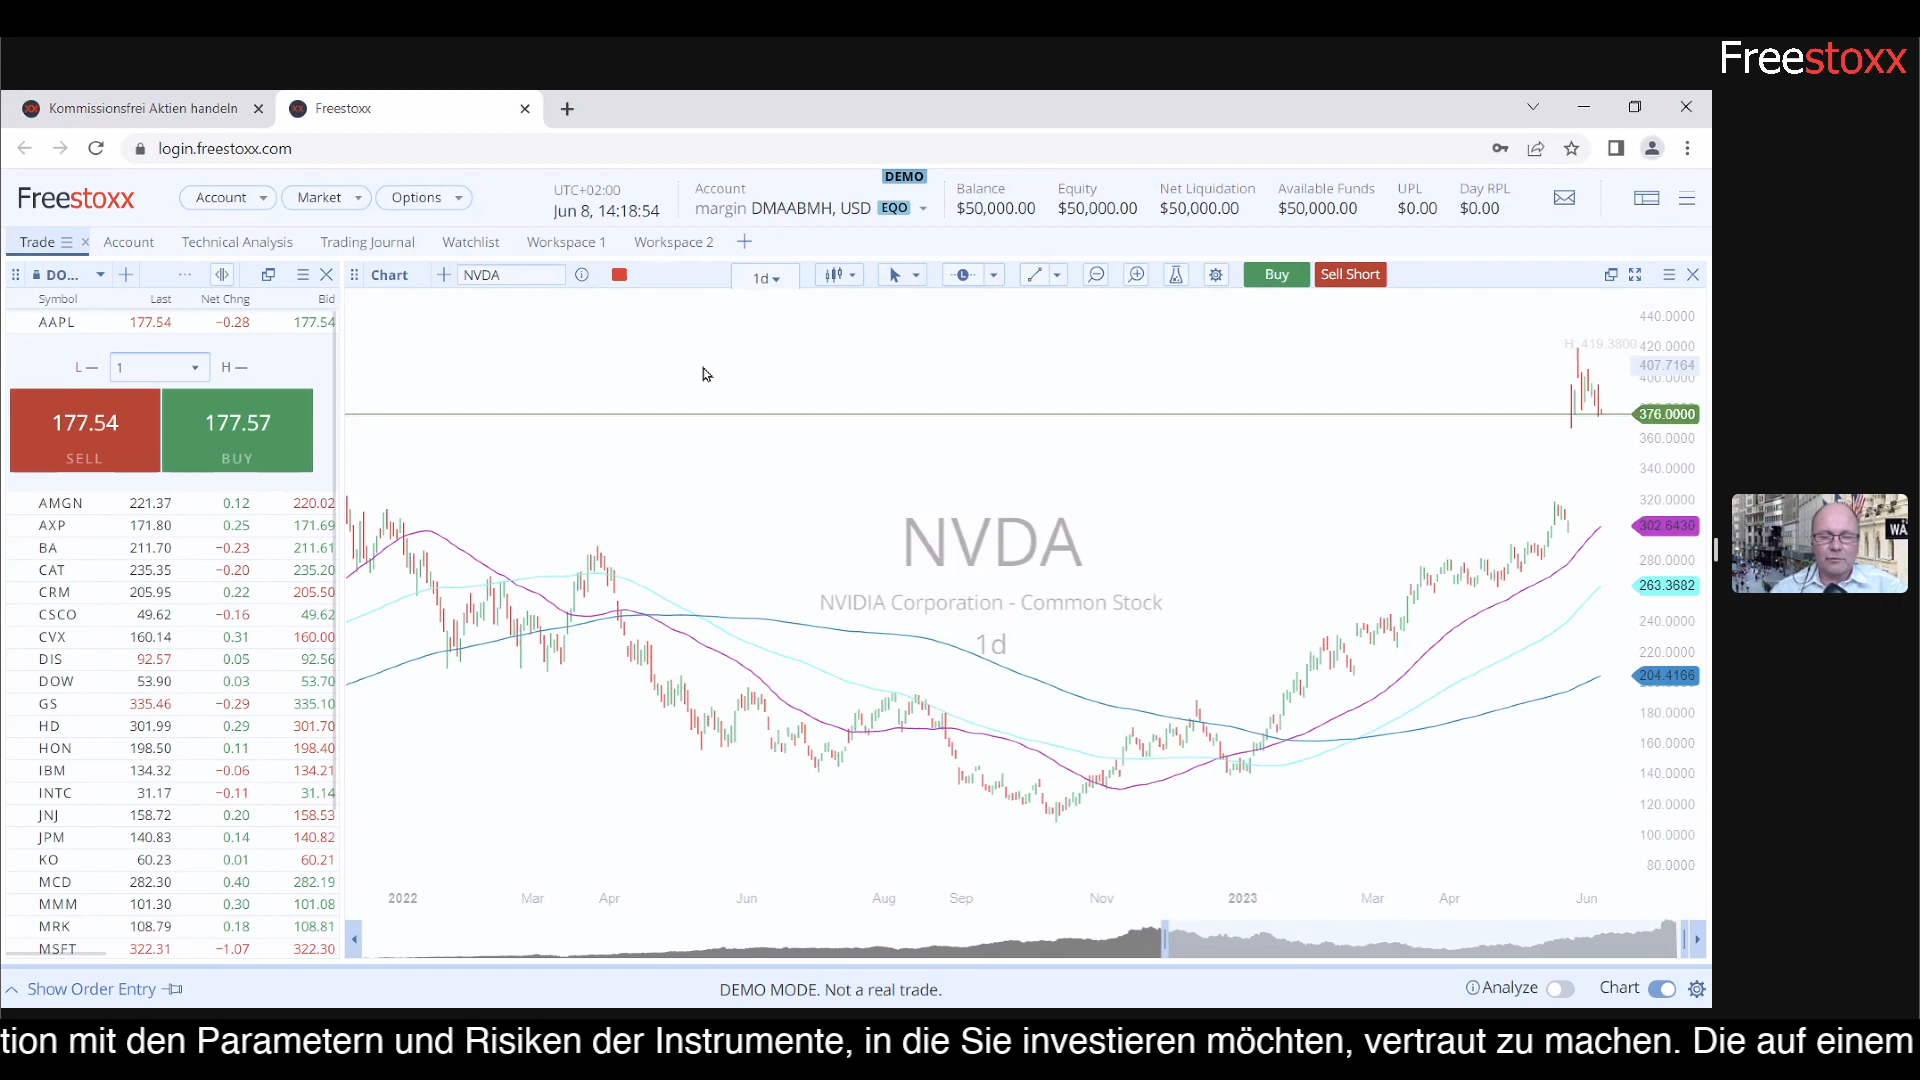 Freestoxx
Kommissionsfrei Aktien handeln
Freestoxx
login.freestoxx.com
Freestoxx
Account
Market
Options
UTC+02:00
Jun 8, 14:18:54
Account
DEMO
margin DMAABMH, USD EQO
Balance
$50,000.00
Equity
$50,000.00
Net Liquidation
$50,000.00
Available Funds
$50,000.00
UPL
$0.00
Day RPL
$0.00
Trade Account Technical Analysis Trading Journal Watchlist Workspace 1 Workspace 2
DO...
Chart NVDA 1d Buy Sell Short
Symbol Last Net Chng Bid
AAPL 177.54 −0.28 177.54
L — 1 H —
177.54 177.57
SELL BUY
AMGN 221.37 0.12 220.02
AXP 171.80 0.25 171.69
BA 211.70 −0.23 211.61
CAT 235.35 −0.20 235.20
CRM 205.95 0.22 205.50
CSCO 49.62 −0.16 49.62
CVX 160.14 0.31 160.00
DIS 92.57 0.05 92.56
DOW 53.90 0.03 53.70
GS 335.46 −0.29 335.10
HD 301.99 0.29 301.70
HON 198.50 0.11 198.40
IBM 134.32 −0.06 134.21
INTC 31.17 −0.11 31.14
JNJ 158.72 0.20 158.53
JPM 140.83 0.14 140.82
KO 60.23 0.01 60.21
MCD 282.30 0.40 282.19
MMM 101.30 0.30 101.08
MRK 108.79 0.18 108.81
MSFT 322.31 −1.07 322.30
NVDA
NVIDIA Corporation - Common Stock
1d
440.0000
H: 419.3800
420.0000
407.7164
400.0000
376.0000
360.0000
340.0000
320.0000
302.6430
280.0000
263.3682
240.0000
220.0000
204.4166
180.0000
160.0000
140.0000
120.0000
100.0000
80.0000
2022 Mar Apr Jun Aug Sep Nov 2023 Mar Apr Jun
WA
Show Order Entry
DEMO MODE. Not a real trade.
Analyze
Chart
tion mit den Parametern und Risiken der Instrumente, in die Sie investieren möchten, vertraut zu machen. Die auf einem